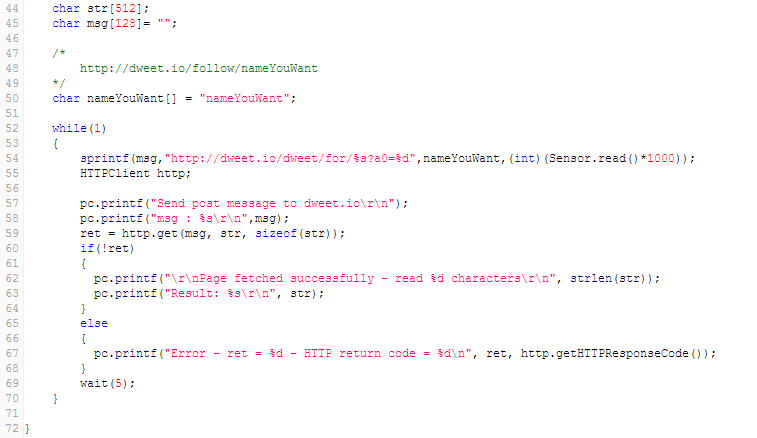 44 char str[512];
45 char msg[128]= "";
46
47 /*
48 http://dweet.io/follow/nameYouWant
49 */
50 char nameYouWant[] = "nameYouWant";
51
52 while(1)
53 {
54 sprintf(msg,"http://dweet.io/dweet/for/%s?a0=%d",nameYouWant,(int)(Sensor.read()*1000));
55 HTTPClient http;
56
57 pc.printf("Send post message to dweet.io\r\n");
58 pc.printf("msg : %s\r\n",msg);
59 ret = http.get(msg, str, sizeof(str));
60 if(!ret)
61 {
62 pc.printf("\r\nPage fetched successfully - read %d characters\r\n", strlen(str));
63 pc.printf("Result: %s\r\n", str);
64 }
65 else
66 {
67 pc.printf("Error - ret = %d - HTTP return code = %d\n", ret, http.getHTTPResponseCode());
68 }
69 wait(5);
70 }
71
72 }